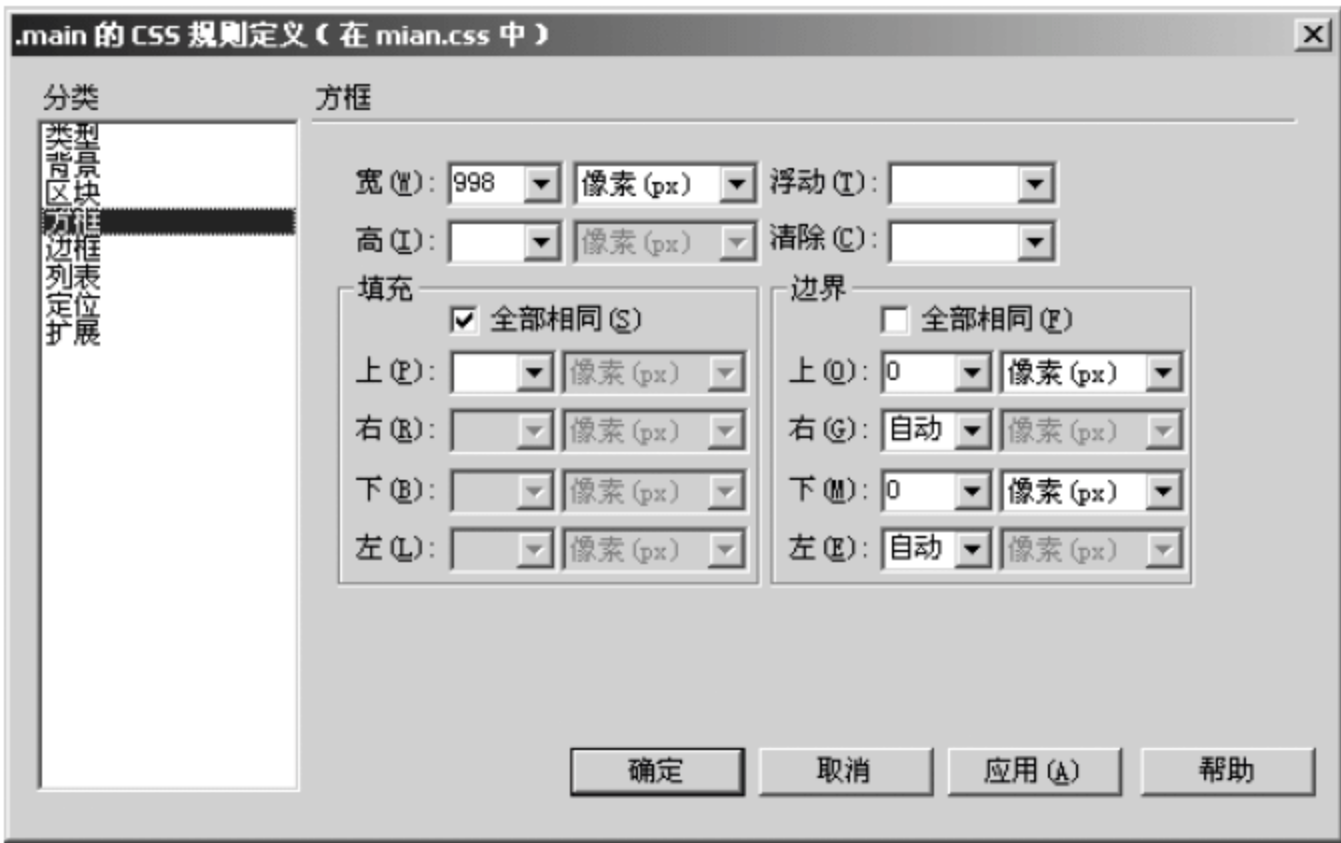 .main 的 CSS 规则定义（在 mian.css 中）
分类
类型
背景
区块
方框
边框
列表
定位
扩展
方框
宽(W): 998 像素(px) 浮动(T):
高(I): 像素(px) 清除(C):
填充
全部相同(S)
上(P): 像素(px)
右(R): 像素(px)
下(B): 像素(px)
左(L): 像素(px)
边界
全部相同(F)
上(O): 0 像素(px)
右(G): 自动 像素(px)
下(M): 0 像素(px)
左(E): 自动 像素(px)
确定 取消 应用(A) 帮助